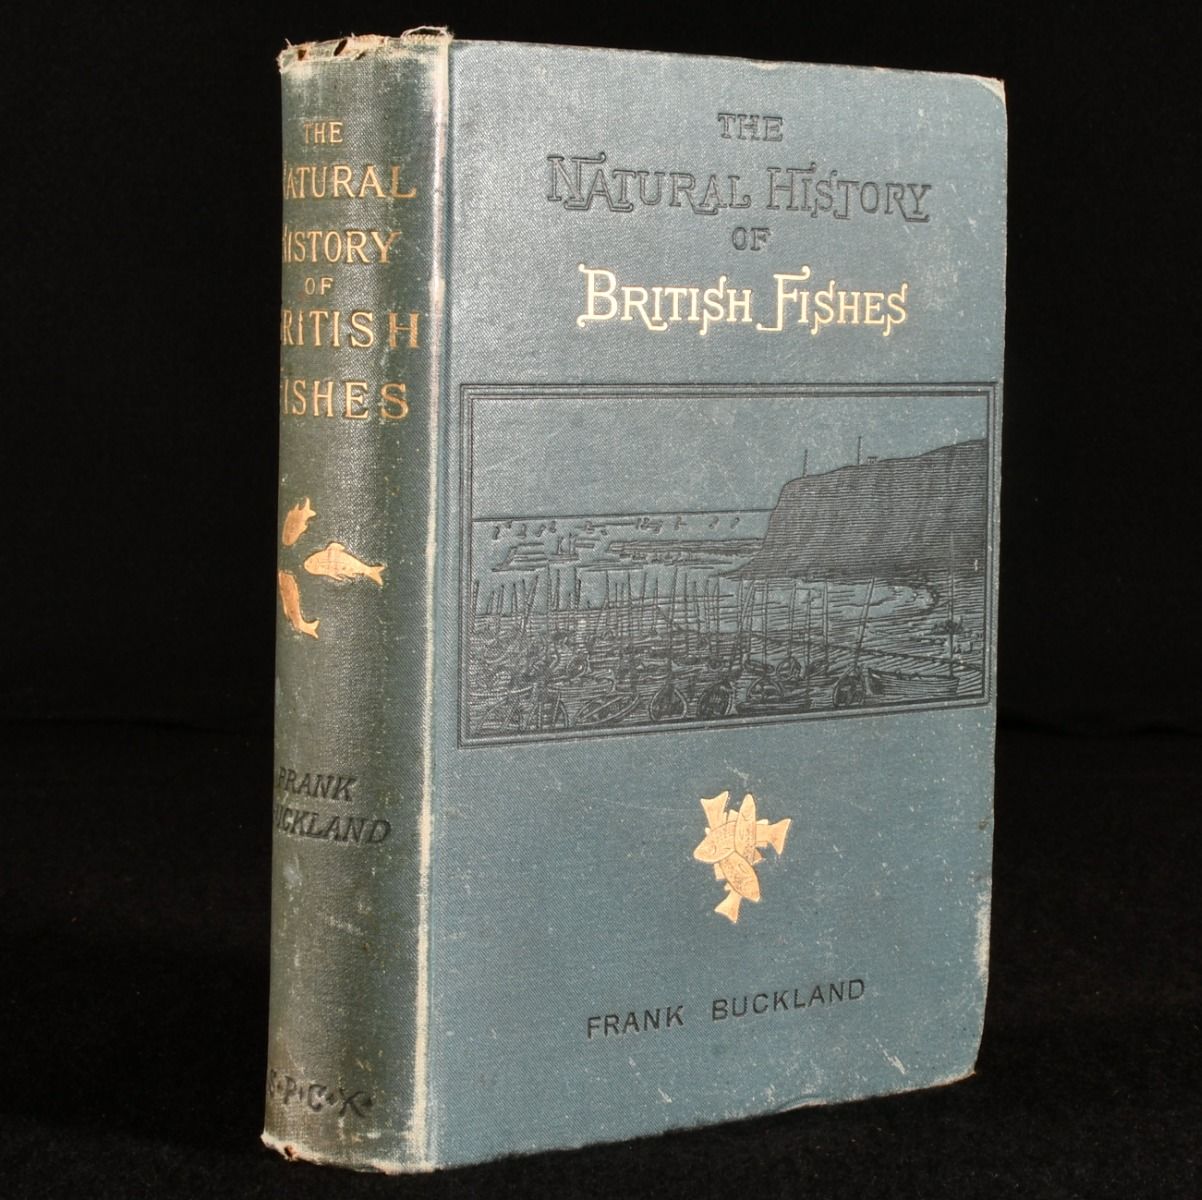 THE
NATURAL
HISTORY
OF
BRITISH
FISHES
FRANK
BUCKLAND
S·P·C·K·
THE
NATURAL HISTORY
OF
BRITISH FISHES
FRANK BUCKLAND